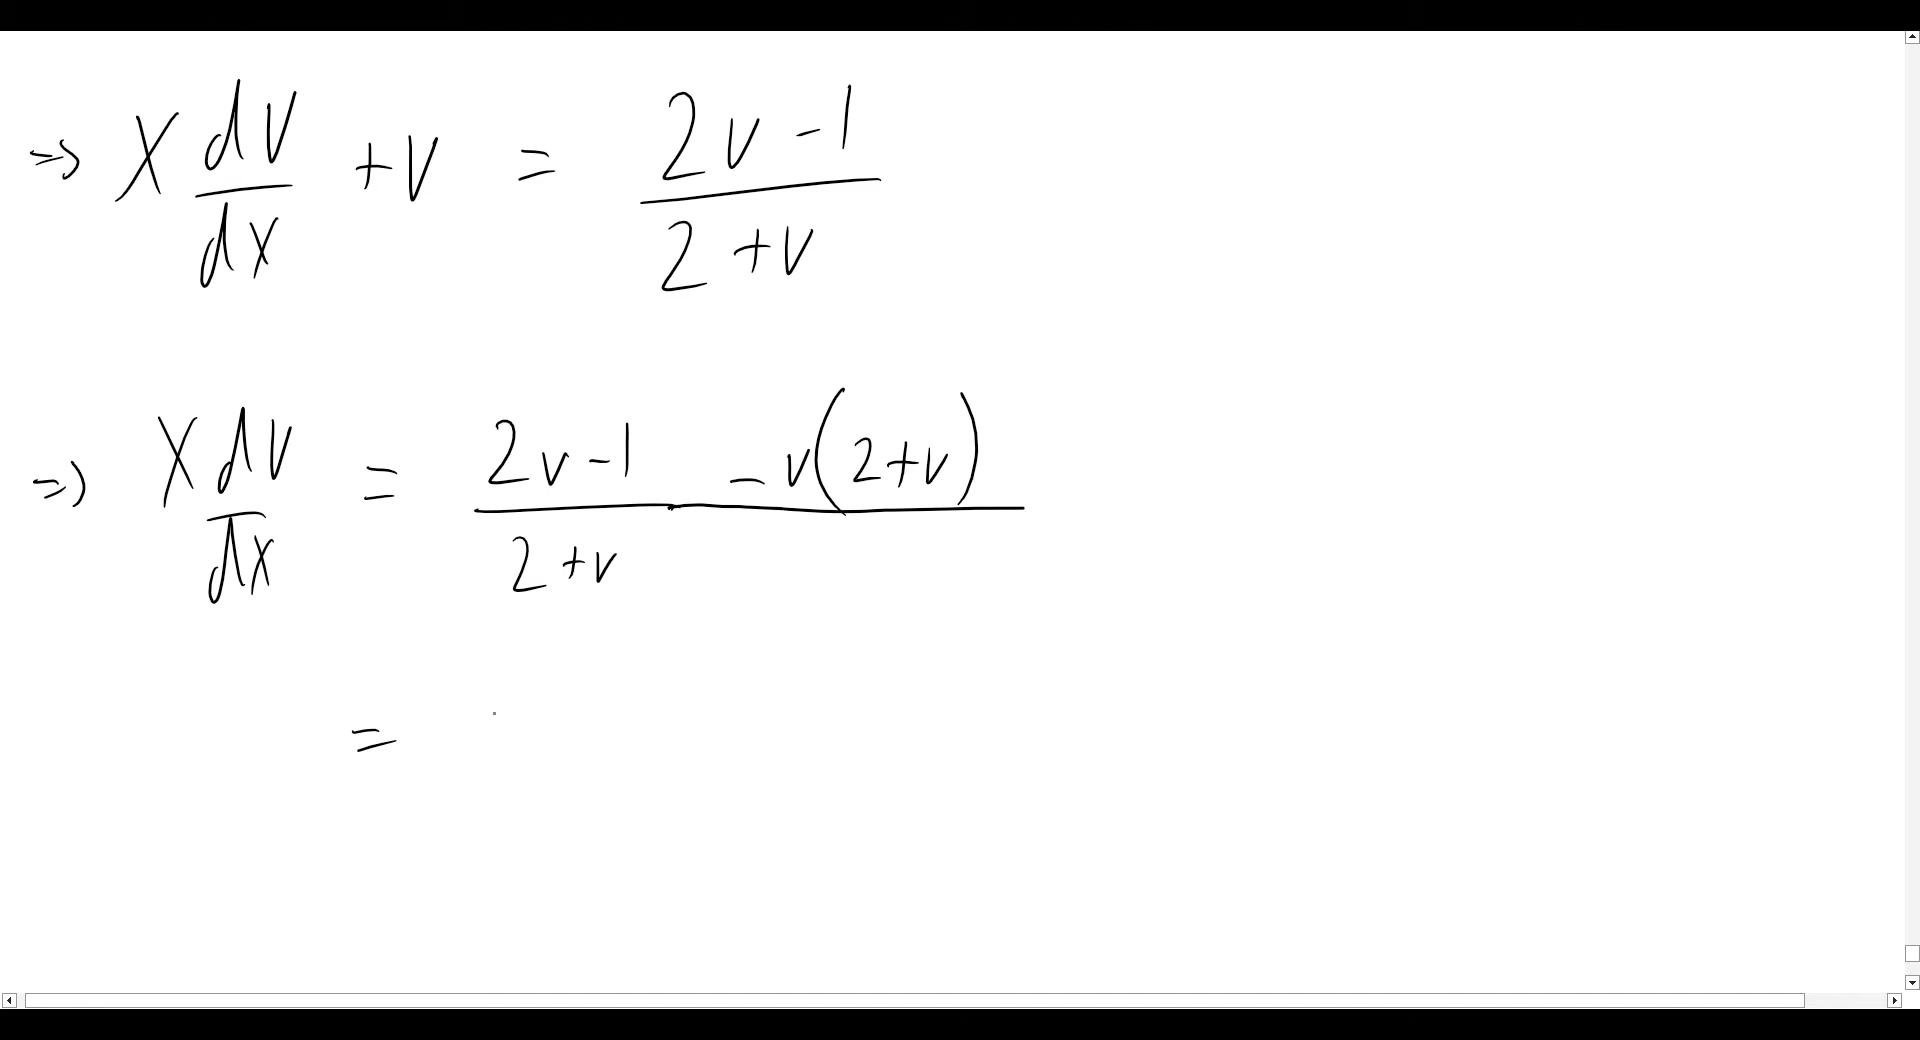 => x dv/dx + v = (2v - 1)/(2 + v)
=> x dv/dx = (2v - 1 - v(2 + v))/(2 + v)
=